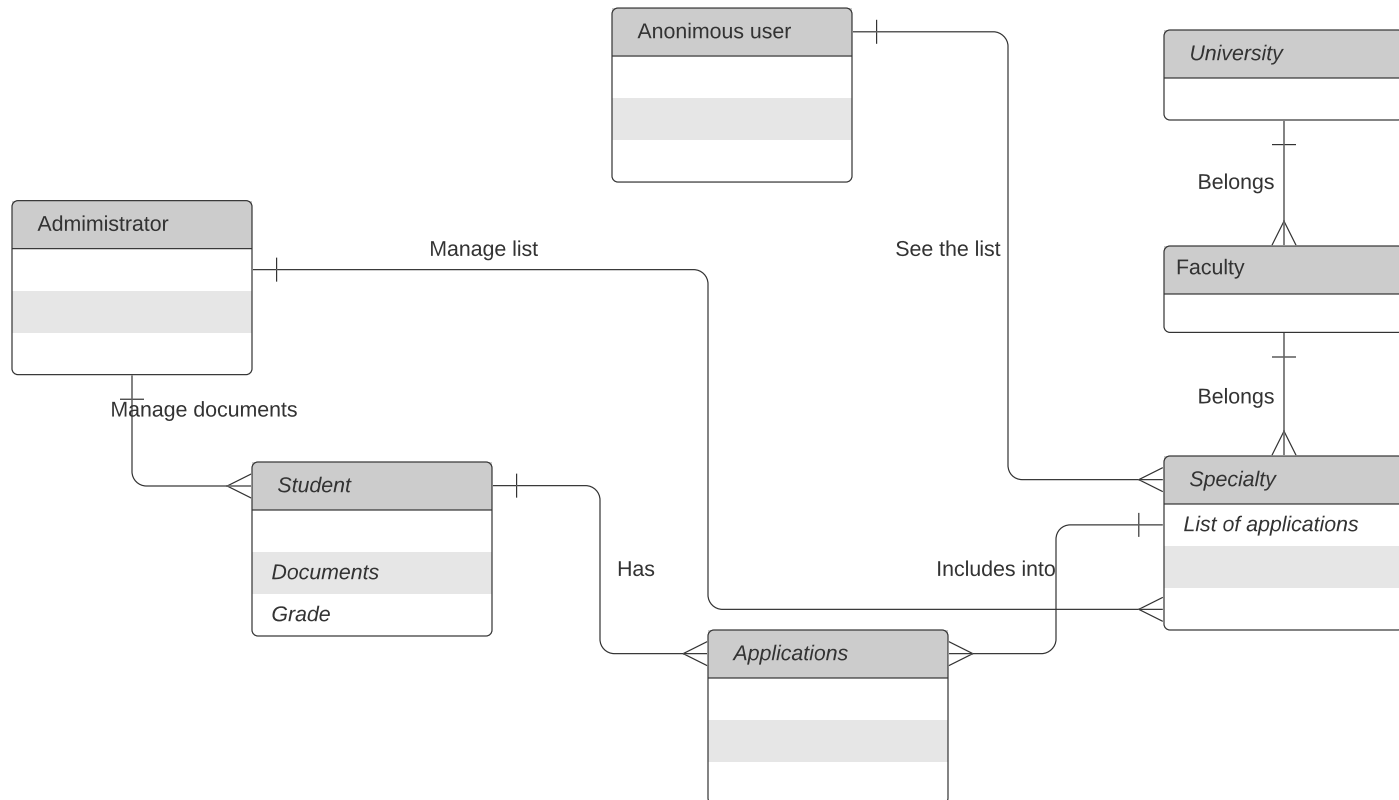 Anonimous user
University
Belongs
Admimistrator
Manage list
See the list
Faculty
Belongs
Manage documents
Student
Specialty
List of applications
Documents
Has
Includes into
Grade
Applications